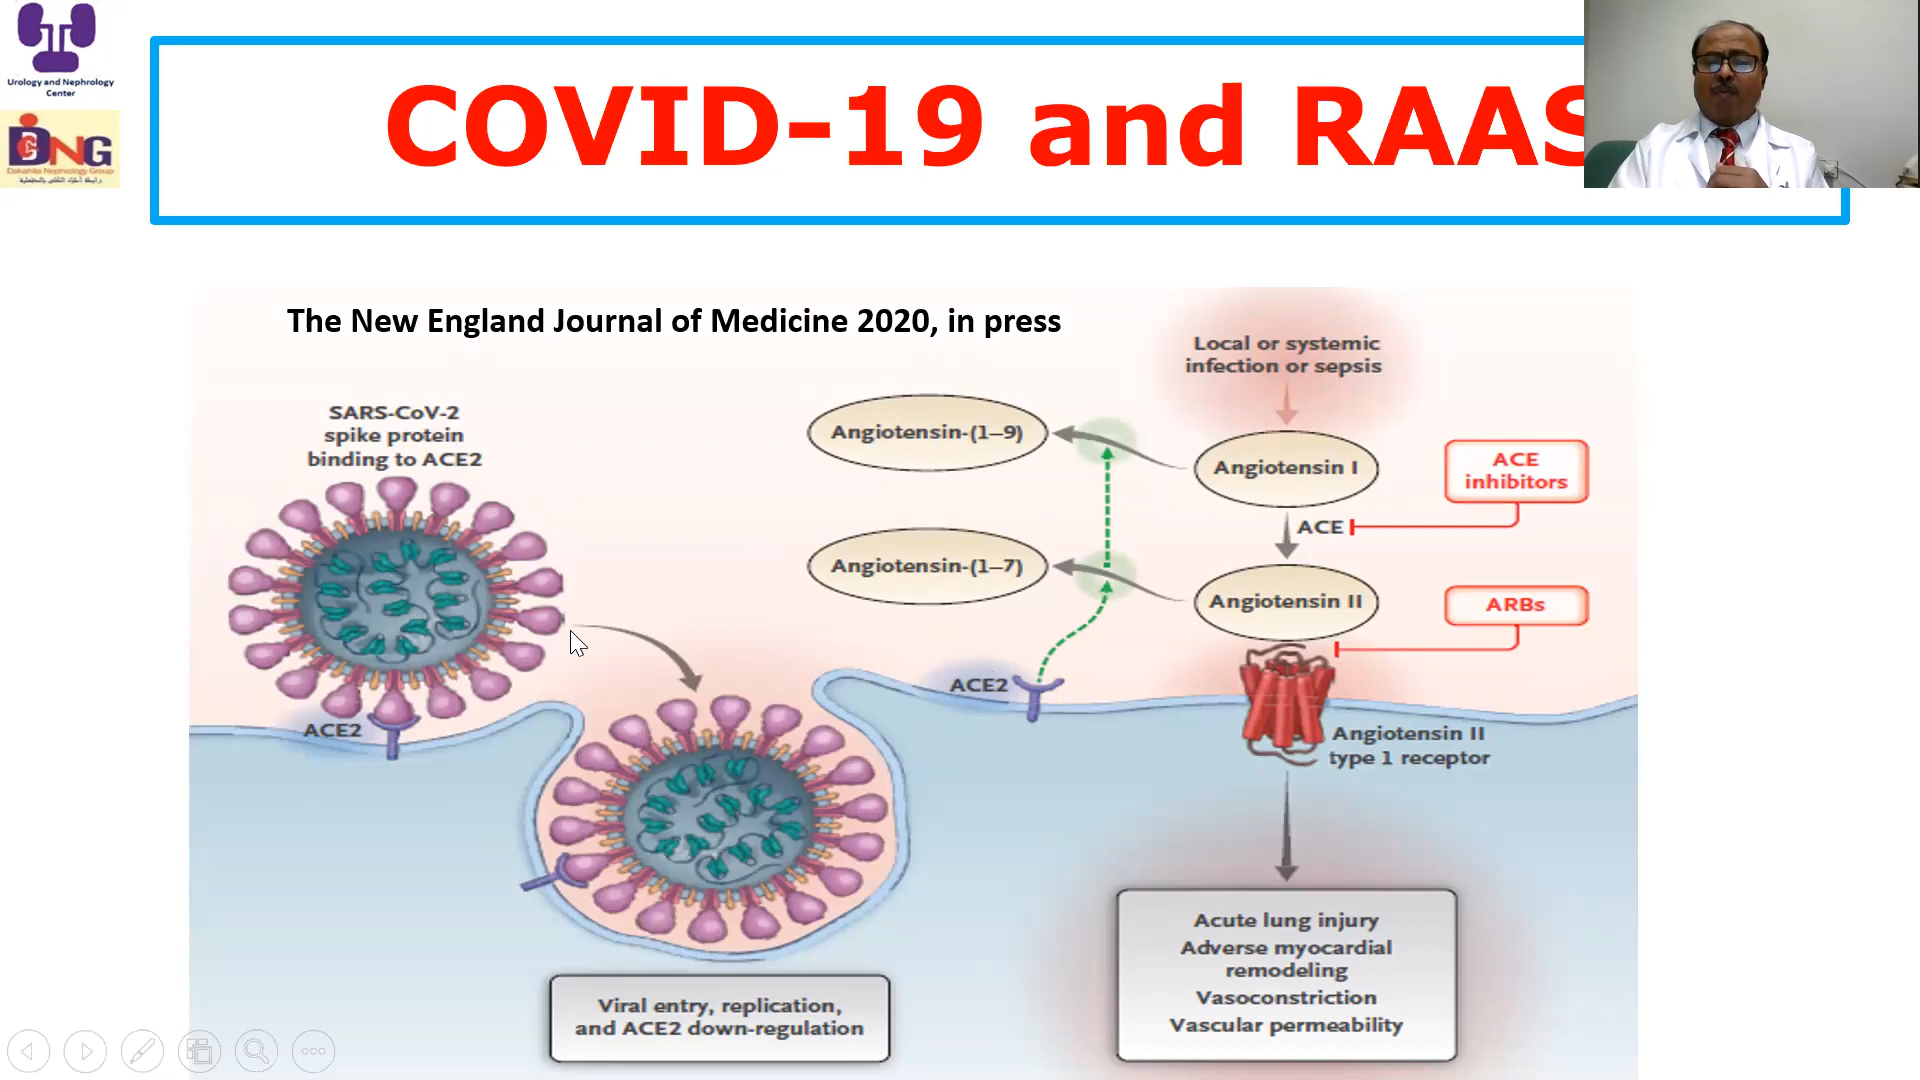 Urology and Nephrology
Center
DNG
Dakahlia Nephrology Group
COVID-19 and RAAS
The New England Journal of Medicine 2020, in press
Local or systemic
infection or sepsis
SARS-CoV-2
spike protein
binding to ACE2
Angiotensin-(1–9)
Angiotensin I
ACE
inhibitors
ACE
Angiotensin-(1–7)
Angiotensin II
ARBs
ACE2
ACE2
Angiotensin II
type 1 receptor
Acute lung injury
Adverse myocardial
remodeling
Vasoconstriction
Vascular permeability
Viral entry, replication,
and ACE2 down-regulation